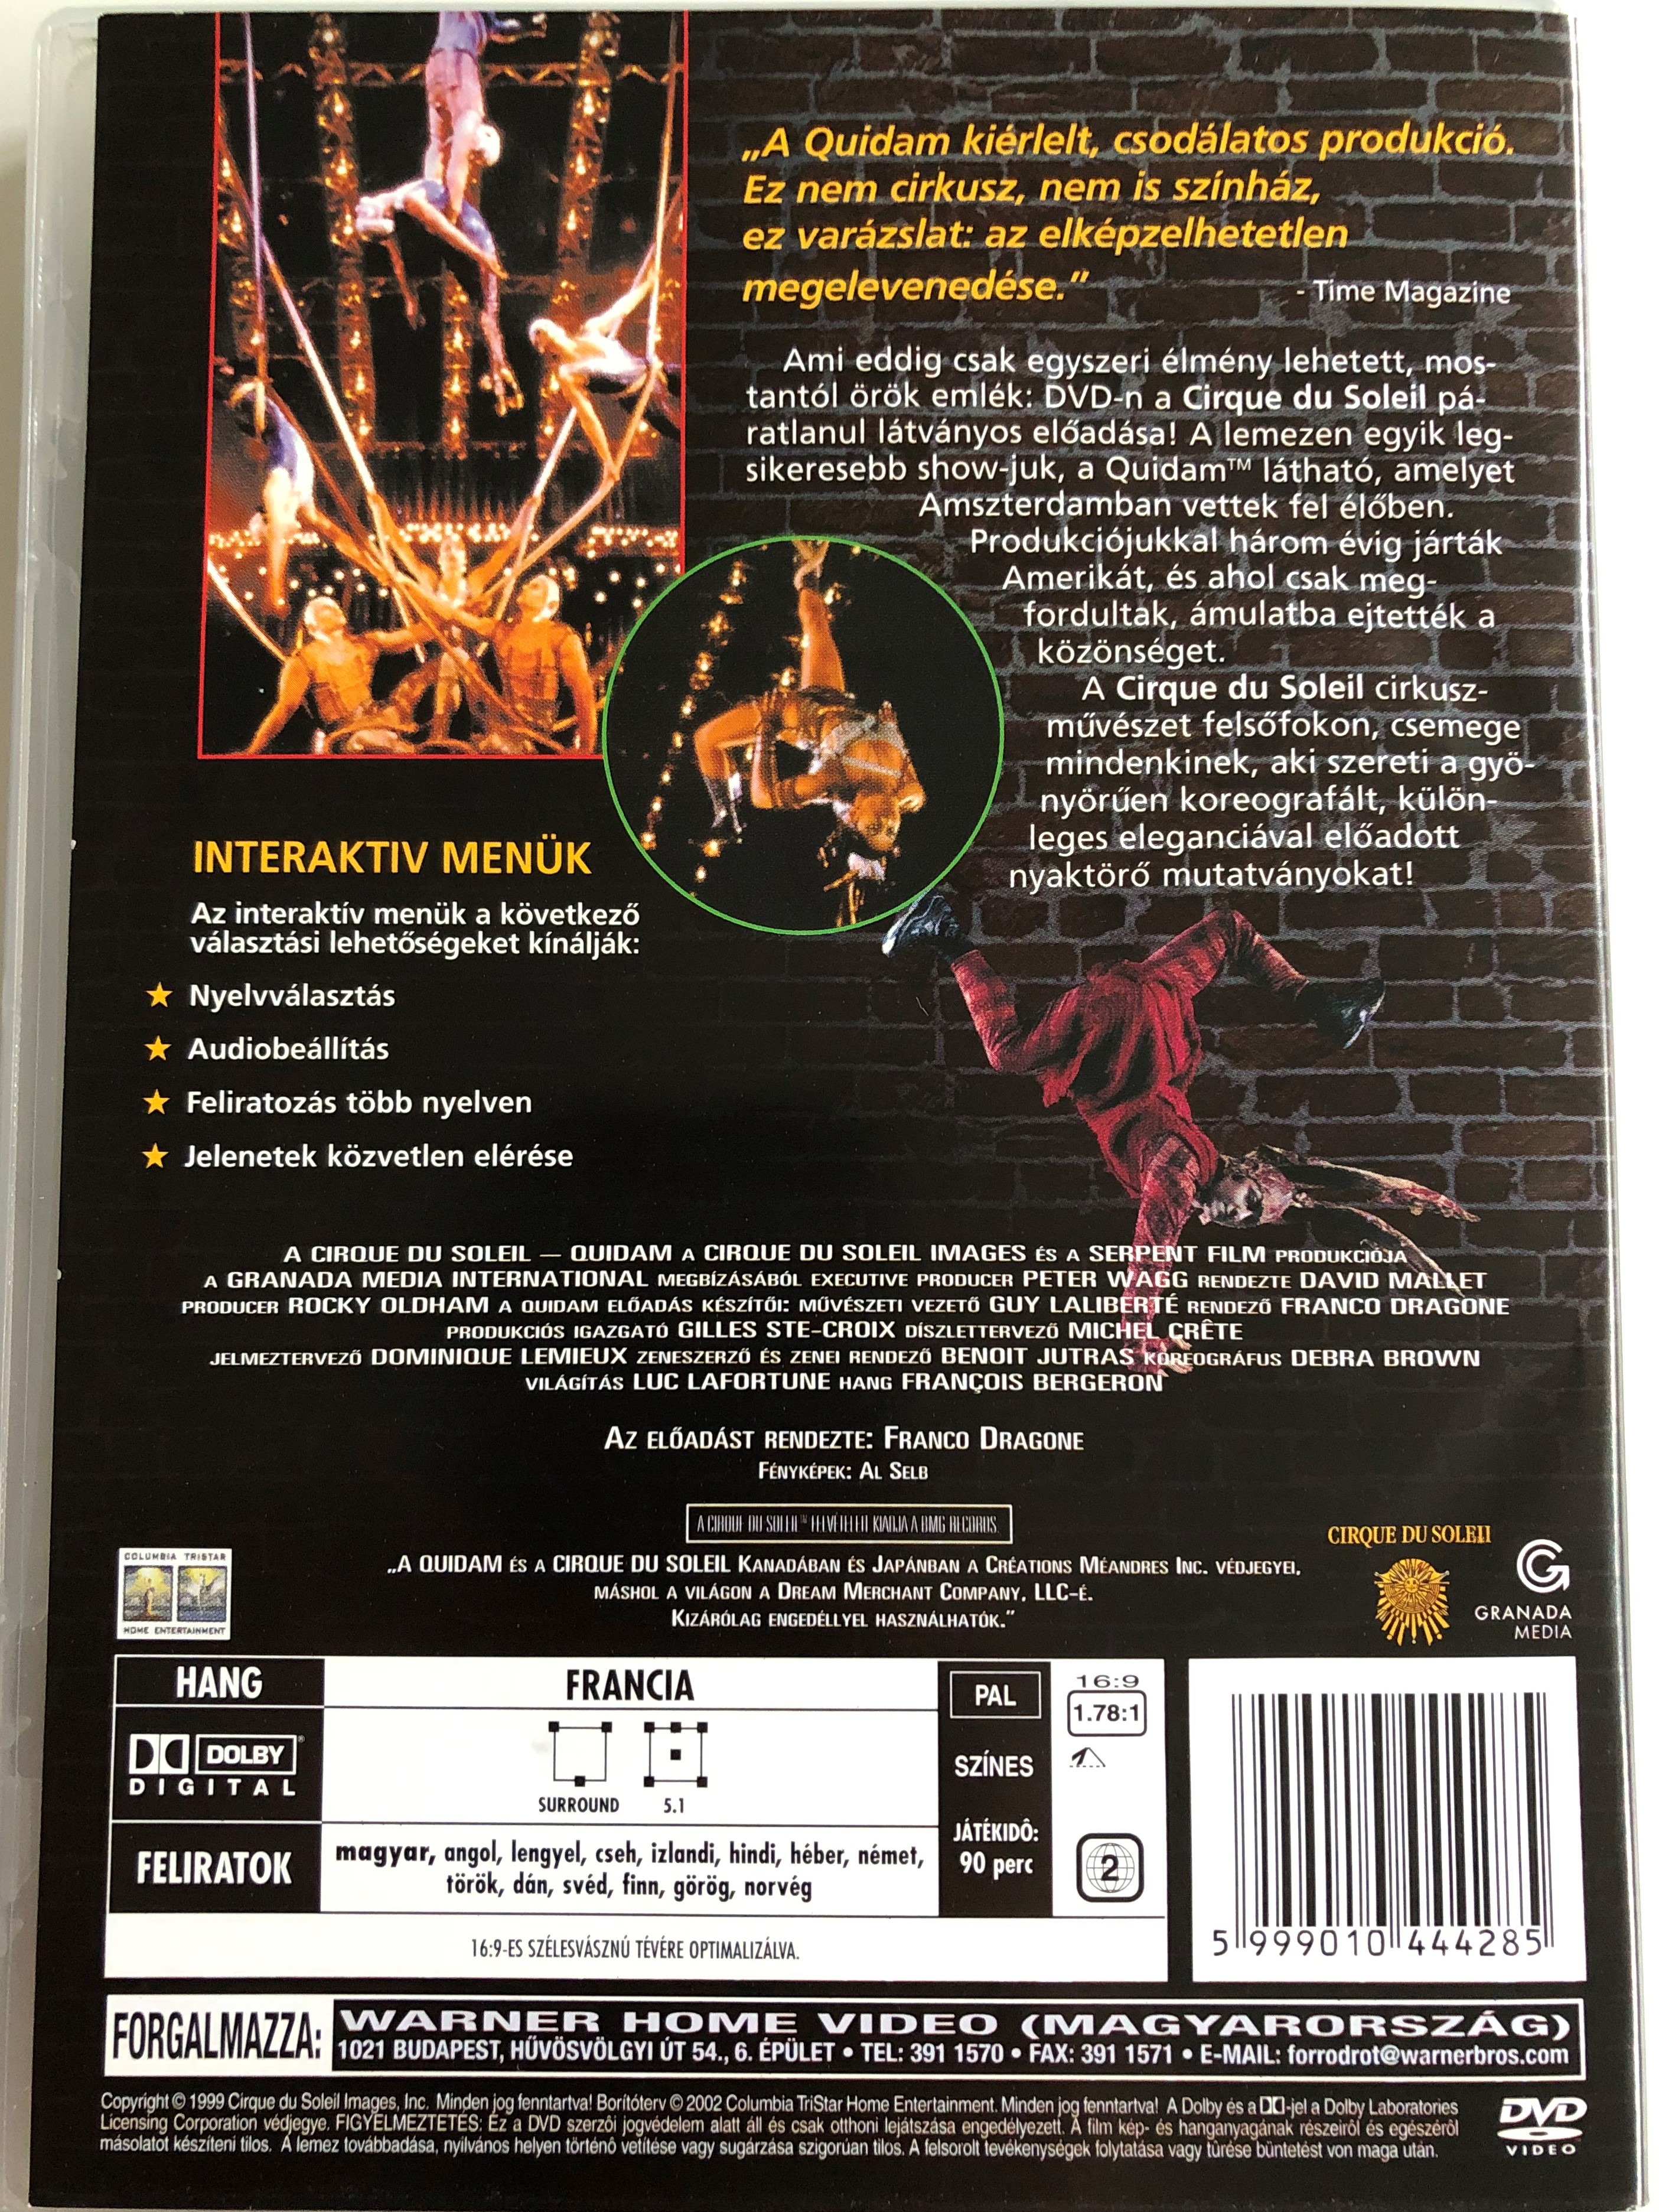 „A Quidam kiérlelt, csodálatos produkció.
Ez nem cirkusz, nem is színház,
ez varázslat: az elképzelhetetlen
megelevenedése.”
- Time Magazine
Ami eddig csak egyszeri élmény lehetett, mos-
tantól örök emlék: DVD-n a Cirque du Soleil pá-
ratlanul látványos előadása! A lemezen egyik leg-
sikeresebb show-juk, a Quidam™ látható, amelyet
Amszterdamban vettek fel élőben.
Produkciójukkal három évig járták
Amerikát, és ahol csak meg-
fordultak, ámulatba ejtették a
közönséget.
A Cirque du Soleil cirkusz-
művészet felsőfokon, csemege
mindenkinek, aki szereti a gyö-
nyörűen koreografált, külön-
leges eleganciával előadott
nyaktörő mutatványokat!
INTERAKTIV MENÜK
Az interaktív menük a következő
választási lehetőségeket kínálják:
★ Nyelvválasztás
★ Audiobeállítás
★ Feliratozás több nyelven
★ Jelenetek közvetlen elérése
A CIRQUE DU SOLEIL — QUIDAM A CIRQUE DU SOLEIL IMAGES ÉS A SERPENT FILM PRODUKCIÓJA
A GRANADA MEDIA INTERNATIONAL MEGBÍZÁSÁBÓL EXECUTIVE PRODUCER PETER WAGG RENDEZTE DAVID MALLET
PRODUCER ROCKY OLDHAM A QUIDAM ELŐADÁS KÉSZÍTŐI: MŰVÉSZETI VEZETŐ GUY LALIBERTÉ RENDEZŐ FRANCO DRAGONE
PRODUKCIÓS IGAZGATÓ GILLES STE-CROIX DÍSZLETTERVEZŐ MICHEL CRÊTE
JELMEZTERVEZŐ DOMINIQUE LEMIEUX ZENESZERZŐ ÉS ZENEI RENDEZŐ BENOIT JUTRAS KOREOGRÁFUS DEBRA BROWN
VILÁGÍTÁS LUC LAFORTUNE HANG FRANÇOIS BERGERON
AZ ELŐADÁST RENDEZTE: FRANCO DRAGONE
FÉNYKÉPEK: AL SELB
A CIRQUE DU SOLEIL™ FELVÉTELEIT KIADJA A BMG RECORDS.
COLUMBIA TRISTAR
HOME ENTERTAINMENT
„A QUIDAM ÉS A CIRQUE DU SOLEIL KANADÁBAN ÉS JAPÁNBAN A CRÉATIONS MÉANDRES INC. VÉDJEGYEI,
MÁSHOL A VILÁGON A DREAM MERCHANT COMPANY, LLC-É.
KIZÁRÓLAG ENGEDÉLLYEL HASZNÁLHATÓK.”
CIRQUE DU SOLEIL
GRANADA
MEDIA
HANG
FRANCIA
DOLBY
DIGITAL
SURROUND
5.1
FELIRATOK
magyar, angol, lengyel, cseh, izlandi, hindi, héber, német,
török, dán, svéd, finn, görög, norvég
PAL
16:9
1.78:1
SZÍNES
JÁTÉKIDÔ:
90 perc
2
16:9-ES SZÉLESVÁSZNÚ TÉVÉRE OPTIMALIZÁLVA.
5 999010 444285
FORGALMAZZA:
WARNER HOME VIDEO (MAGYARORSZÁG)
1021 BUDAPEST, HŰVÖSVÖLGYI ÚT 54., 6. ÉPÜLET • TEL: 391 1570 • FAX: 391 1571 • E-MAIL: forrodrot@warnerbros.com
Copyright © 1999 Cirque du Soleil Images, Inc. Minden jog fenntartva! Borítóterv © 2002 Columbia TriStar Home Entertainment. Minden jog fenntartva! A Dolby és a DD-jel a Dolby Laboratories
Licensing Corporation védjegye. FIGYELMEZTETÉS: Ez a DVD szerzôi jogvédelem alatt áll és csak otthoni lejátszása engedélyezett. A film kép- és hanganyagának részeirôl és egészérôl
másolatot készíteni tilos. A lemez továbbadása, nyilvános helyen történô vetítése vagy sugárzása szigorúan tilos. A felsorolt tevékenységek folytatása vagy tûrése büntetést von maga után.
DVD
VIDEO